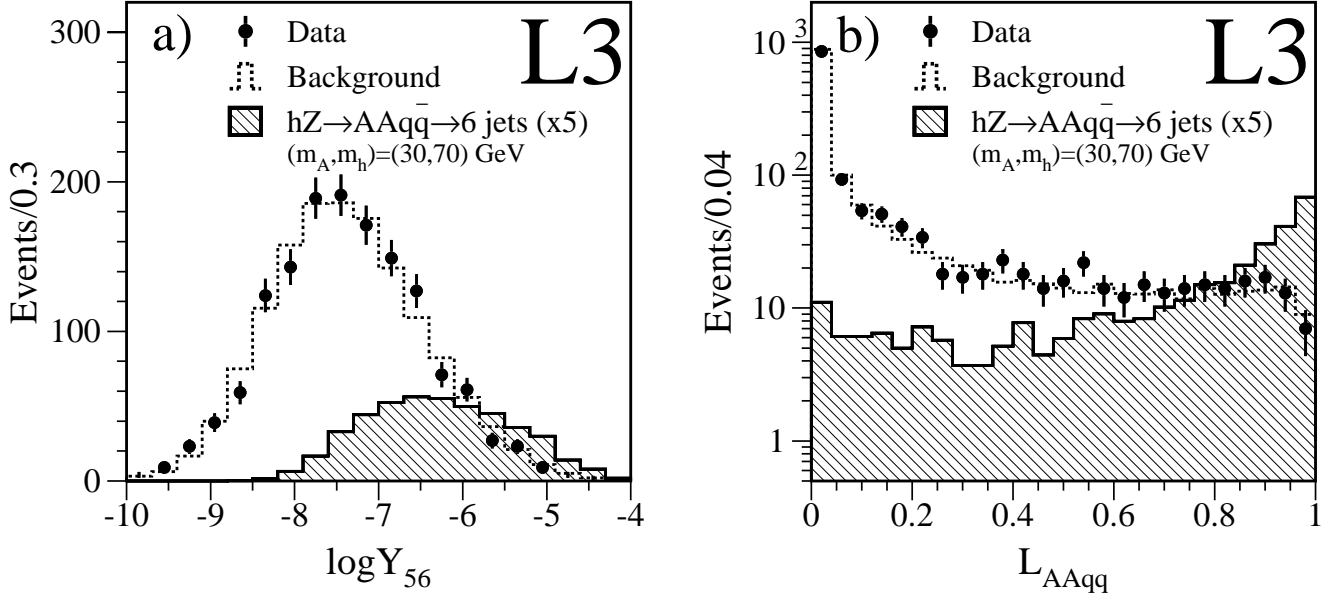 a)
L3
Data
Background
hZ→AAqq̄→6 jets (x5)
(m_A,m_h)=(30,70) GeV
Events/0.3
300
200
100
0
-10 -9 -8 -7 -6 -5 -4
logY_56
b)
L3
Data
Background
hZ→AAqq̄→6 jets (x5)
(m_A,m_h)=(30,70) GeV
Events/0.04
10^3
10^2
10
1
0 0.2 0.4 0.6 0.8 1
L_AAqq